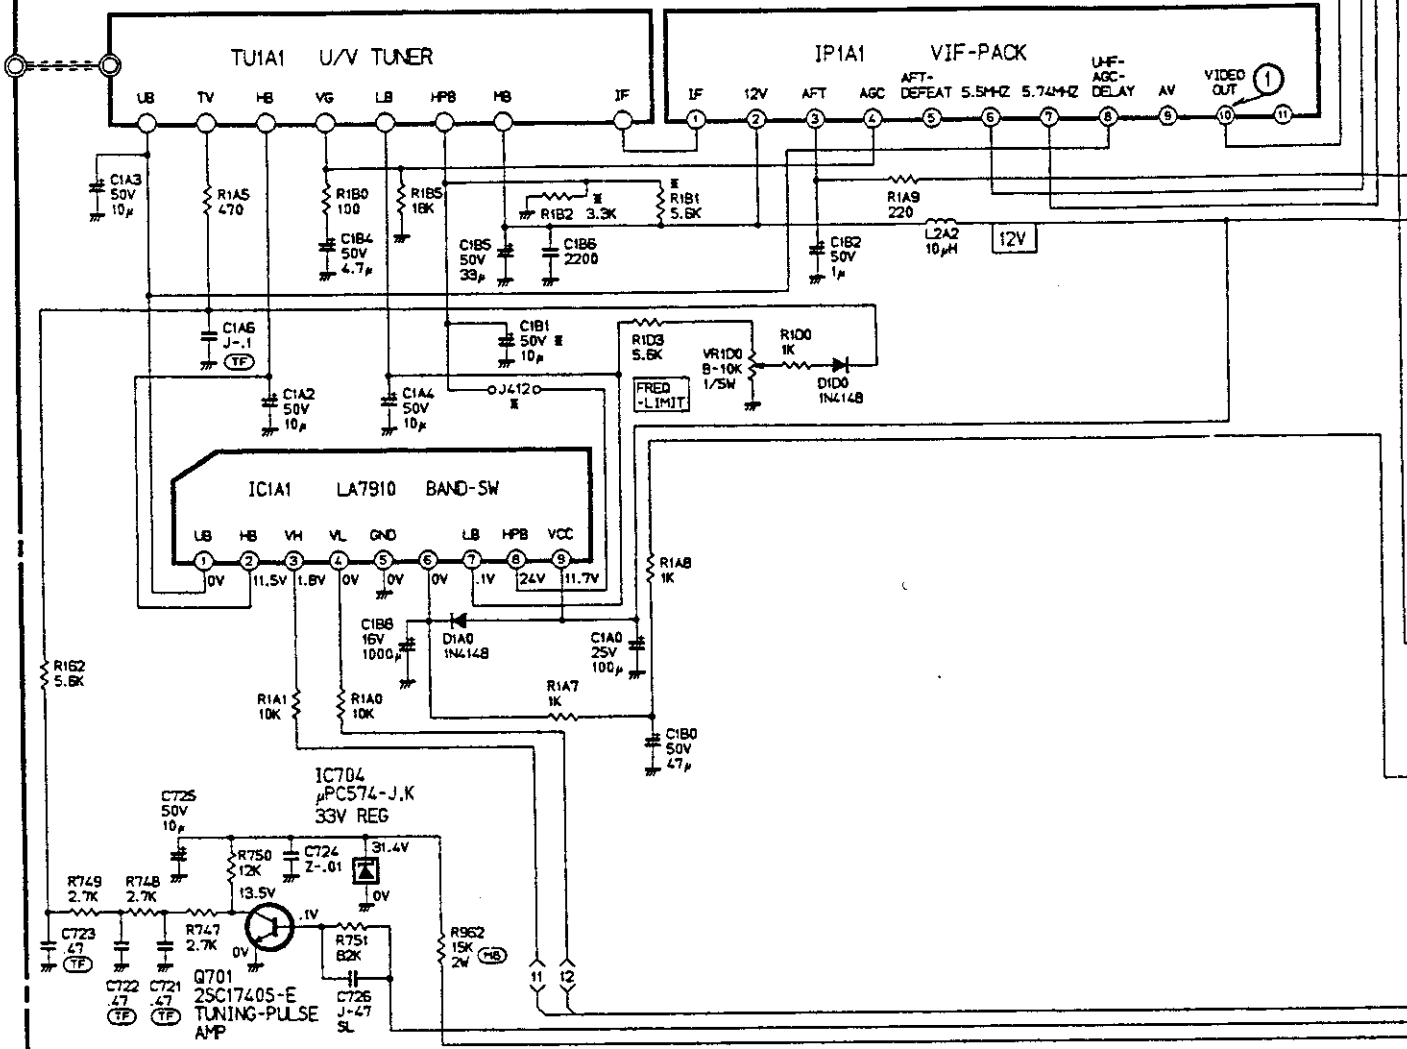 TU1A1 U/V TUNER
UB TV HB VG LB HPB MB IF
IP1A1 VIF-PACK
IF 12V AFT AGC AFT-DEFEAT 5.5MHZ 5.74MHZ UHF-AGC-DELAY AV VIDEO OUT 1
1 2 3 4 5 6 7 8 9 10 11
C1A3
50V
10µ
R1A5
470
R1B0
100
R1B5
18K
C1B4
50V
4.7µ
R1B2
※
3.3K
※
R1B1
5.6K
C1B5
50V
33µ
C1B6
2200
R1A9
220
C1B2
50V
1µ
L2A2
10µH
12V
C1A6
J-.1
TF
C1A2
50V
10µ
C1A4
50V
10µ
C1B1
50V ※
10µ
J412
※
R1D3
5.6K
FREQ
-LIMIT
VR1D0
B-10K
1/5W
R1D0
1K
D1D0
1N4148
IC1A1 LA7910 BAND-SW
UB HB VH VL GND LB HPB VCC
1 2 3 4 5 6 7 8 9
0V 11.5V 1.8V 0V 0V 0V .1V 24V 11.7V
R1A8
1K
C1B8
16V
1000µ
D1A0
1N4148
C1A0
25V
100µ
R162
5.6K
R1A1
10K
R1A0
10K
R1A7
1K
C1B0
50V
47µ
IC704
µPC574-J,K
33V REG
C725
50V
10µ
R750
12K
C724
Z-.01
31.4V
0V
R749
2.7K
R748
2.7K
R747
2.7K
13.5V
.1V
0V
R751
82K
C726
J-47
SL
R962
15K
2W
C723
.47
TF
C722
.47
TF
C721
.47
TF
Q701
2SC1740S-E
TUNING-PULSE
AMP
11 12